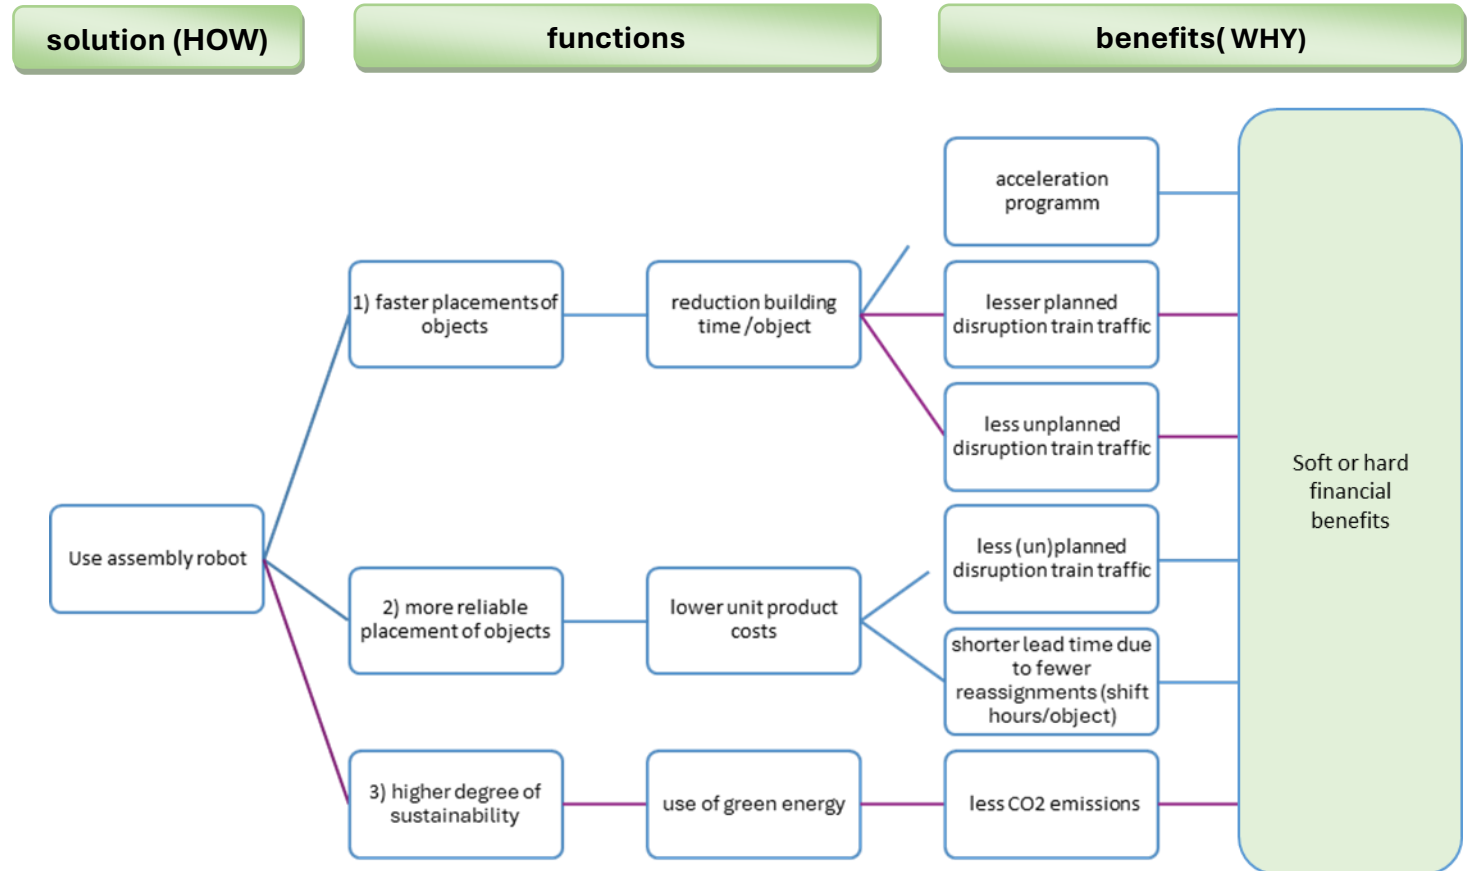 solution (HOW)
functions
benefits( WHY)
acceleration
programm
1) faster placements of
objects
reduction building
time /object
lesser planned
disruption train traffic
less unplanned
disruption train traffic
Soft or hard
financial
benefits
Use assembly robot
less (un)planned
disruption train traffic
2) more reliable
placement of objects
lower unit product
costs
shorter lead time due
to fewer
reassignments (shift
hours/object)
3) higher degree of
sustainability
use of green energy
less CO2 emissions